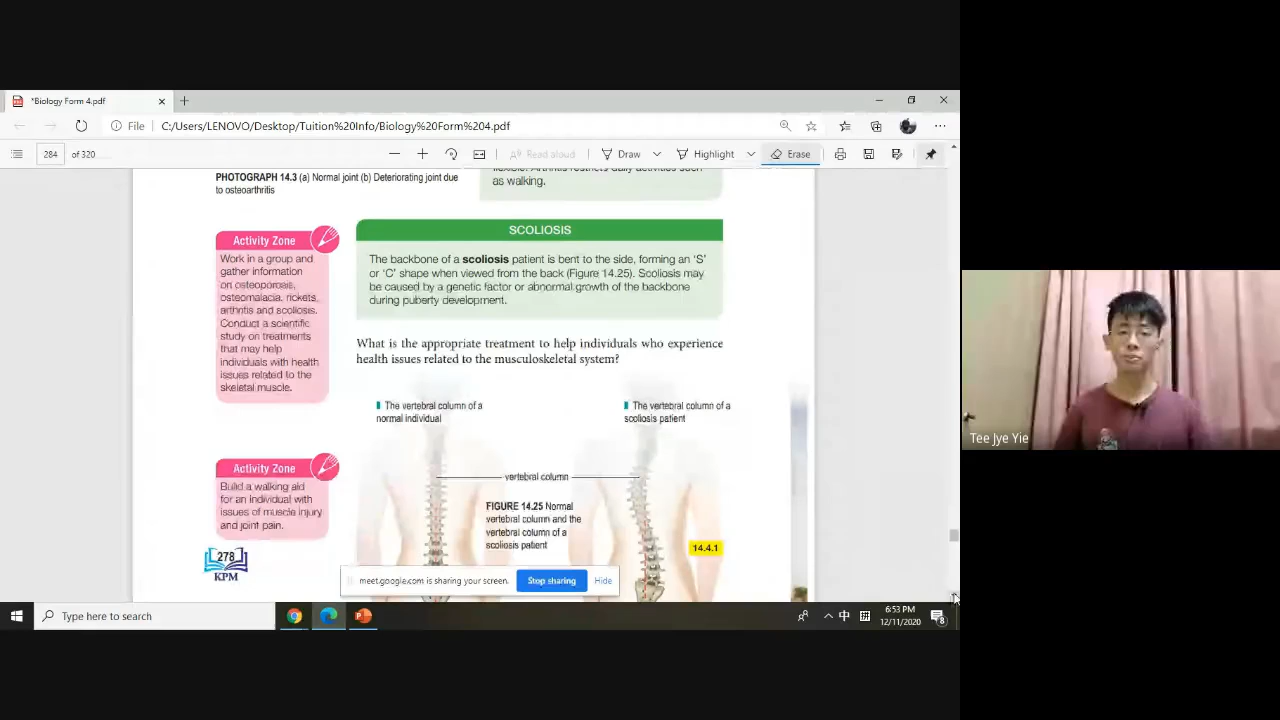 *Biology Form 4.pdf
File
C:/Users/LENOVO/Desktop/Tuition%20Info/Biology%20Form%204.pdf
284 of 320
Read aloud
Draw
Highlight
Erase
PHOTOGRAPH 14.3 (a) Normal joint (b) Deteriorating joint due
to osteoarthritis
flexible. Arthritis restricts daily activities such
as walking.
Activity Zone
Work in a group and
gather information
on osteoporosis,
osteomalacia, rickets,
arthritis and scoliosis.
Conduct a scientific
study on treatments
that may help
individuals with health
issues related to the
skeletal muscle.
SCOLIOSIS
The backbone of a scoliosis patient is bent to the side, forming an ‘S’
or ‘C’ shape when viewed from the back (Figure 14.25). Scoliosis may
be caused by a genetic factor or abnormal growth of the backbone
during puberty development.
What is the appropriate treatment to help individuals who experience
health issues related to the musculoskeletal system?
The vertebral column of a
normal individual
The vertebral column of a
scoliosis patient
vertebral column
FIGURE 14.25 Normal
vertebral column and the
vertebral column of a
scoliosis patient
14.4.1
Activity Zone
Build a walking aid
for an individual with
issues of muscle injury
and joint pain.
278
KPM
meet.google.com is sharing your screen.
Stop sharing
Hide
Type here to search
中
6:53 PM
12/11/2020
8
Tee Jye Yie